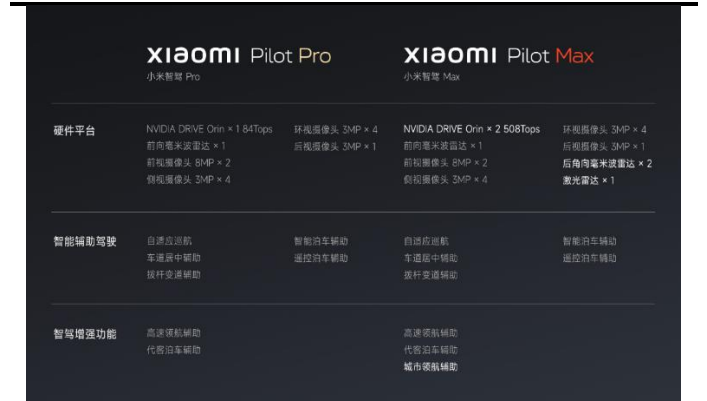 xiaomi Pilot Pro
小米智驾 Pro
xiaomi Pilot Max
小米智驾 Max
硬件平台
NVIDIA DRIVE Orin × 1 84Tops
前向毫米波雷达 × 1
前视摄像头 8MP × 2
侧视摄像头 3MP × 4
环视摄像头 3MP × 4
后视摄像头 3MP × 1
NVIDIA DRIVE Orin × 2 508Tops
前向毫米波雷达 × 1
前视摄像头 8MP × 2
侧视摄像头 3MP × 4
环视摄像头 3MP × 4
后视摄像头 3MP × 1
后角向毫米波雷达 × 2
激光雷达 × 1
智能辅助驾驶
自适应巡航
车道居中辅助
拨杆变道辅助
智能泊车辅助
遥控泊车辅助
自适应巡航
车道居中辅助
拨杆变道辅助
智能泊车辅助
遥控泊车辅助
智驾增强功能
高速领航辅助
代客泊车辅助
高速领航辅助
代客泊车辅助
城市领航辅助